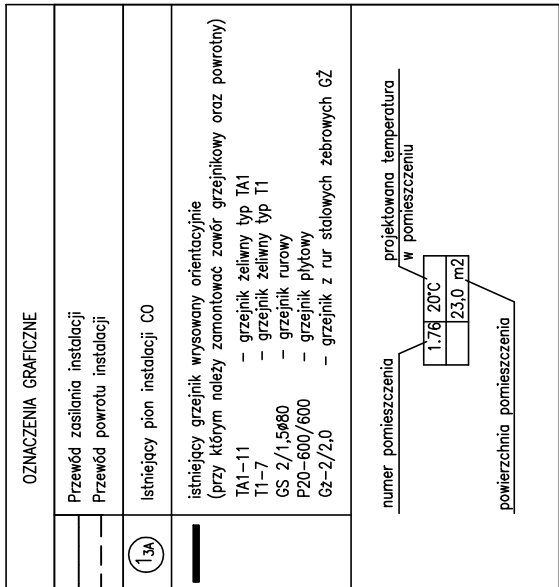 OZNACZENIA GRAFICZNE
Przewód zasilania instalacji
Przewód powrotu instalacji
1 3A
Istniejący pion instalacji CO
istniejący grzejnik wrysowany orientacyjnie
(przy którym należy zamontować zawór grzejnikowy oraz powrotny)
TA1-11 - grzejnik żeliwny typ TA1
T1-7 - grzejnik żeliwny typ T1
GS 2/1,5ø80 - grzejnik rurowy
P20-600/600 - grzejnik płytowy
Gż-2/2,0 - grzejnik z rur stalowych żebrowych GŻ
numer pomieszczenia
projektowana temperatura
w pomieszczeniu
1.76 20°C
23,0 m2
powierzchnia pomieszczenia